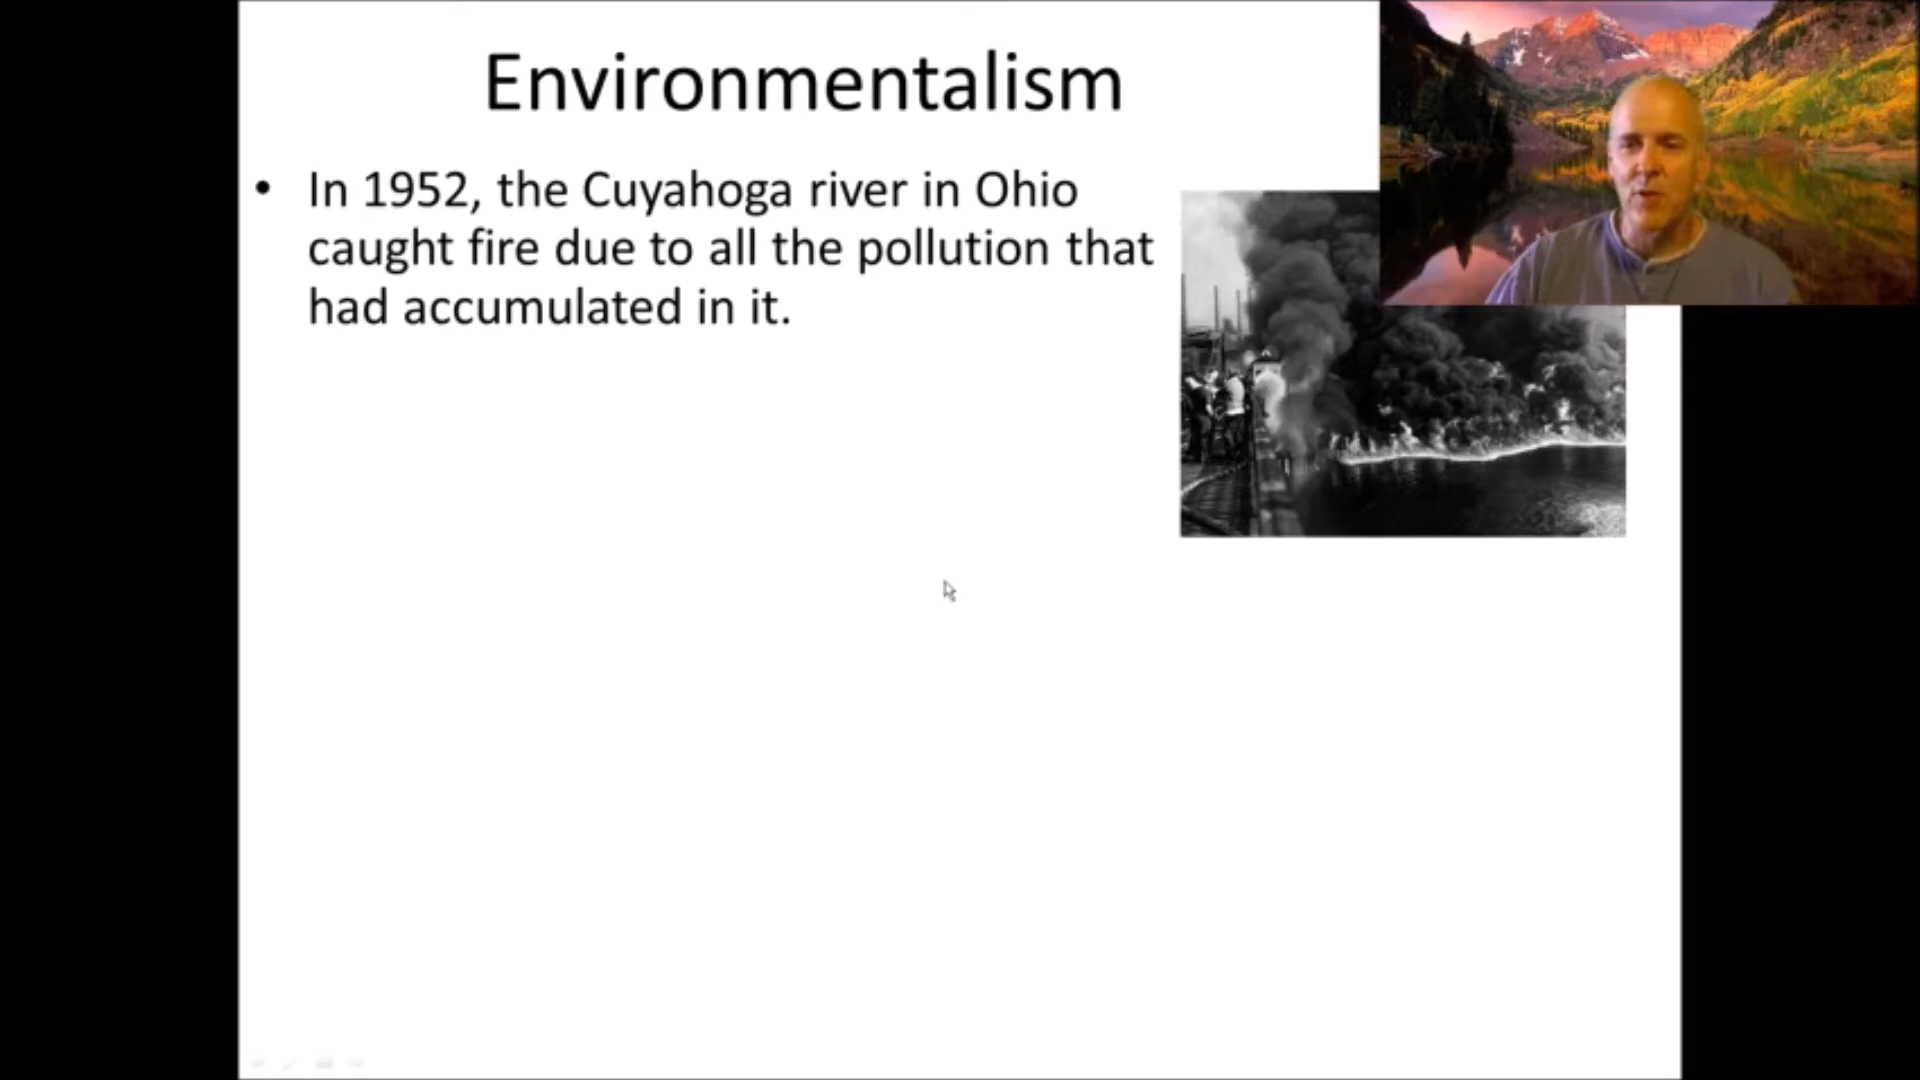 Environmentalism
• In 1952, the Cuyahoga river in Ohio
caught fire due to all the pollution that
had accumulated in it.